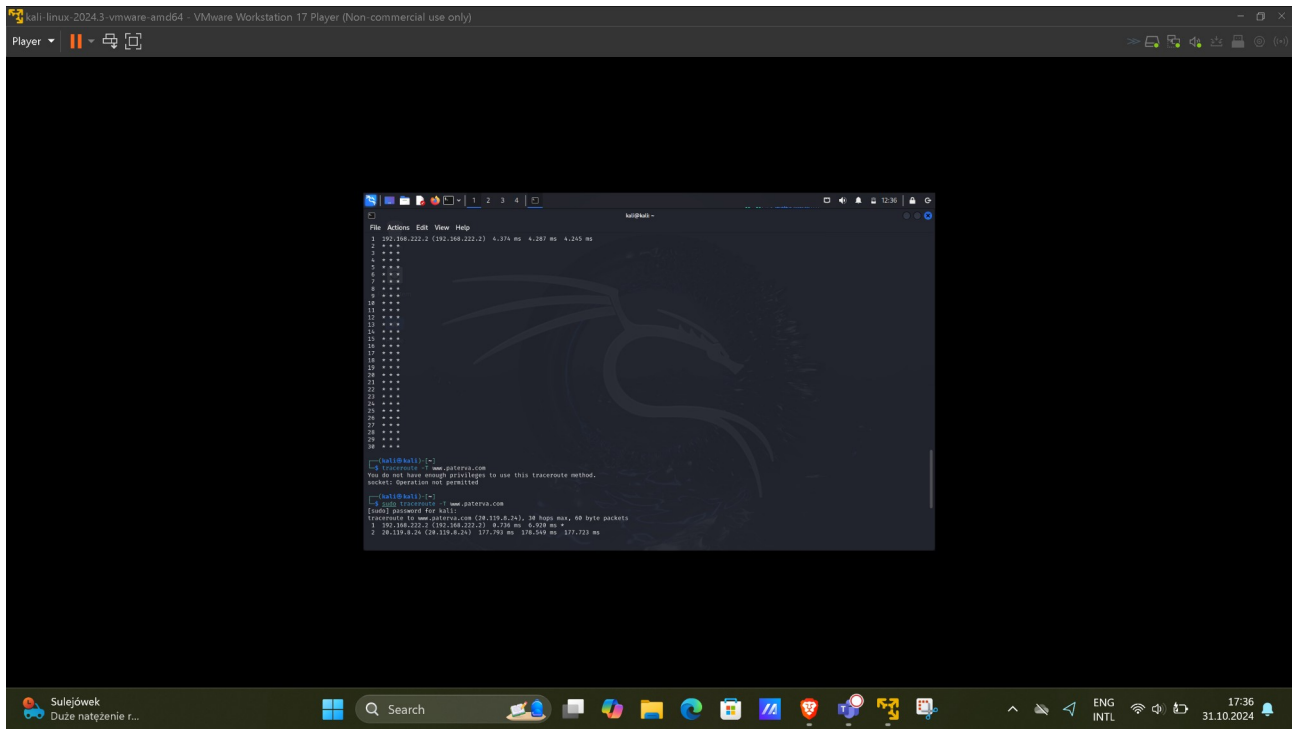 kali-linux-2024.3-vmware-amd64 - VMware Workstation 17 Player (Non-commercial use only)
Player
1 2 3 4
12:36
kali@kali: ~
File Actions Edit View Help
1 192.168.222.2 (192.168.222.2) 4.374 ms 4.287 ms 4.245 ms
2 * * *
3 * * *
4 * * *
5 * * *
6 * * *
7 * * *
8 * * *
9 * * *
10 * * *
11 * * *
12 * * *
13 * * *
14 * * *
15 * * *
16 * * *
17 * * *
18 * * *
19 * * *
20 * * *
21 * * *
22 * * *
23 * * *
24 * * *
25 * * *
26 * * *
27 * * *
28 * * *
29 * * *
30 * * *
┌──(kali㉿kali)-[~]
└─$ traceroute -T www.paterva.com
You do not have enough privileges to use this traceroute method.
socket: Operation not permitted
┌──(kali㉿kali)-[~]
└─$ sudo traceroute -T www.paterva.com
[sudo] password for kali:
traceroute to www.paterva.com (20.119.8.24), 30 hops max, 60 byte packets
1 192.168.222.2 (192.168.222.2) 0.736 ms 6.920 ms *
2 20.119.8.24 (20.119.8.24) 177.793 ms 178.549 ms 177.723 ms
Sulejówek
Duże natężenie r...
Search
ENG
INTL
17:36
31.10.2024